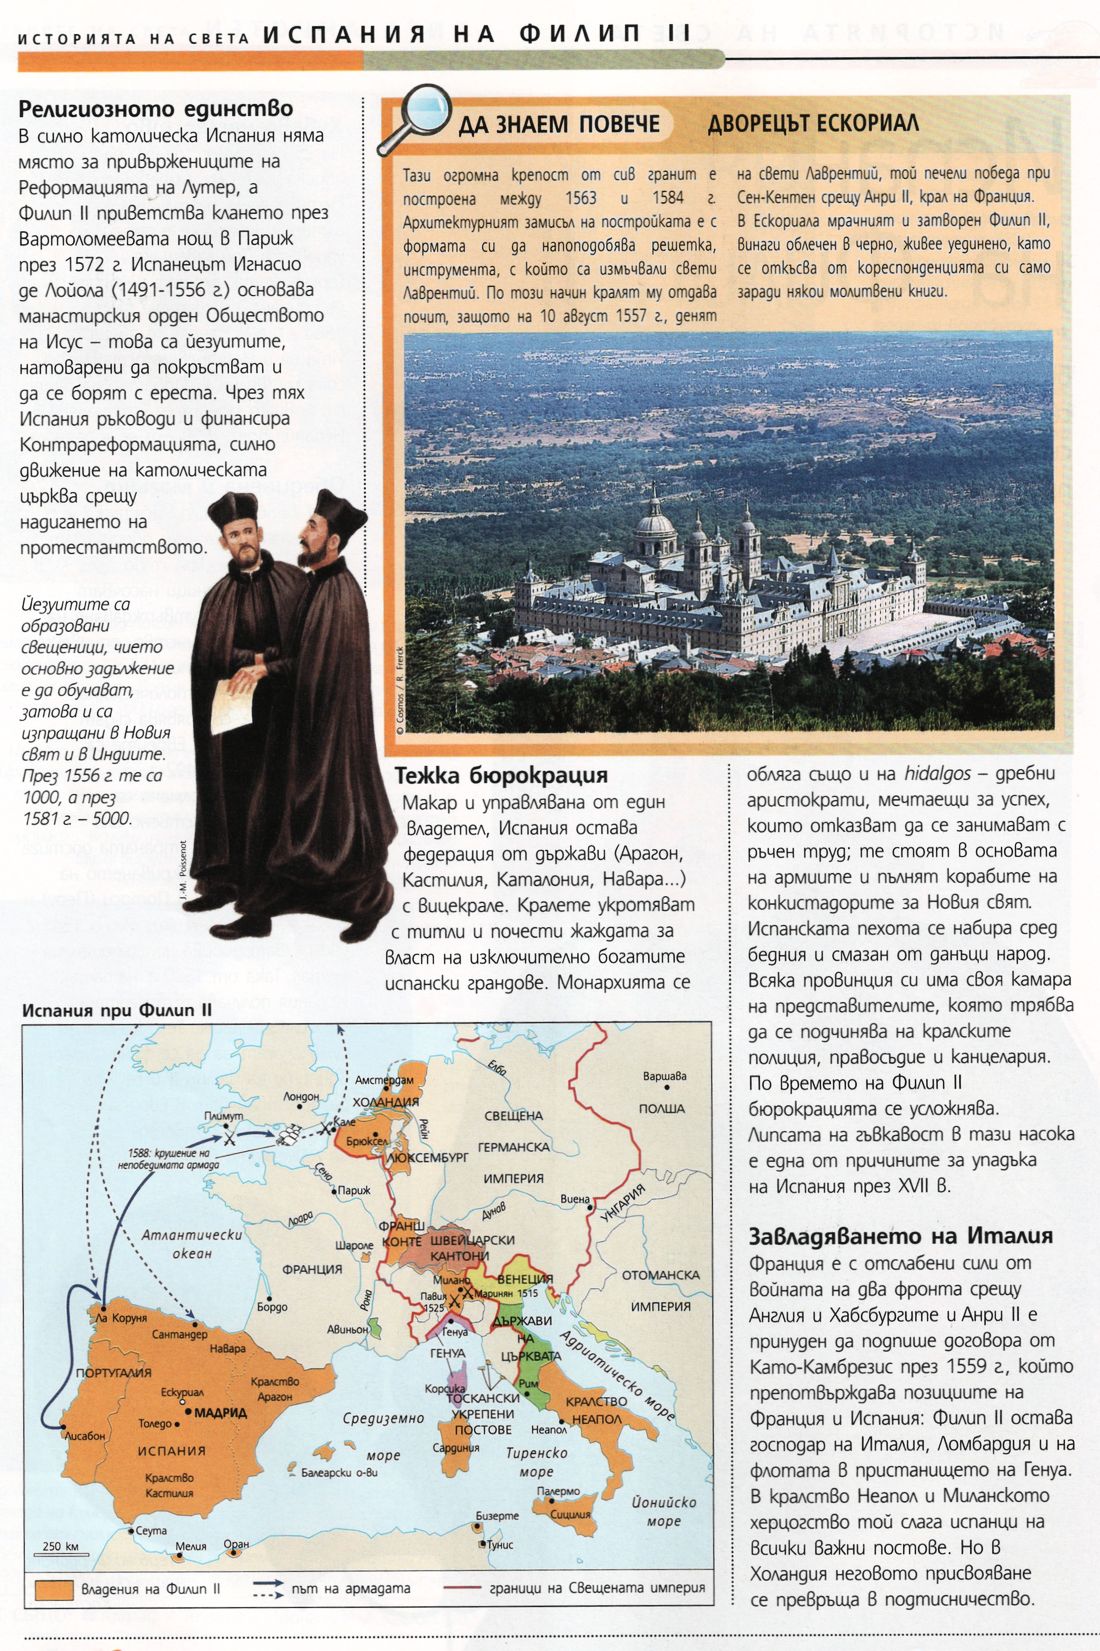 ИСТОРИЯТА НА СВЕТА ИСПАНИЯ НА ФИЛИП II
Религиозното единство
В силно католическа Испания няма
място за привържениците на
Реформацията на Лутер, а
Филип II приветства клането през
Вартоломеевата нощ в Париж
през 1572 г. Испанецът Игнасио
де Лойола (1491-1556 г.) основава
манастирския орден Обществото
на Исус – това са йезуитите,
натоварени да покръстват и
да се борят с ереста. Чрез тях
Испания ръководи и финансира
Контрареформацията, силно
движение на католическата
църква срещу
надигането на
протестантството.
Йезуитите са
образовани
свещеници, чието
основно задължение
е да обучават,
затова и са
изпращани в Новия
свят и в Индиите.
През 1556 г. те са
1000, а през
1581 г. – 5000.
J.-M. Poissenot
ДА ЗНАЕМ ПОВЕЧЕ
ДВОРЕЦЪТ ЕСКОРИАЛ
Тази огромна крепост от сив гранит е
построена между 1563 и 1584 г.
Архитектурният замисъл на постройката е с
формата си да наподобява решетка,
инструмента, с който са измъчвали свети
Лаврентий. По този начин кралят му отдава
почит, защото на 10 август 1557 г., денят
на свети Лаврентий, той печели победа при
Сен-Кентен срещу Анри II, крал на Франция.
В Ескориала мрачният и затворен Филип II,
винаги облечен в черно, живее уединено, като
се откъсва от кореспонденцията си само
заради някои молитвени книги.
© Cosmos / R. Frerck
Тежка бюрокрация
Макар и управлявана от един
владетел, Испания остава
федерация от държави (Арагон,
Кастилия, Каталония, Навара...)
с вицекрале. Кралете укротяват
с титли и почести жаждата за
власт на изключително богатите
испански грандове. Монархията се
обляга също и на hidalgos – дребни
аристократи, мечтаещи за успех,
които отказват да се занимават с
ръчен труд; те стоят в основата
на армиите и пълнят корабите на
конкистадорите за Новия свят.
Испанската пехота се набира сред
бедния и смазан от данъци народ.
Всяка провинция си има своя камара
на представителите, която трябва
да се подчинява на кралските
полиция, правосъдие и канцелария.
По времето на Филип II
бюрокрацията се усложнява.
Липсата на гъвкавост в тази насока
е една от причините за упадъка
на Испания през XVII в.
Завладяването на Италия
Франция е с отслабени сили от
войната на два фронта срещу
Англия и Хабсбургите и Анри II е
принуден да подпише договора от
Като-Камбрезис през 1559 г., който
препотвърждава позициите на
Франция и Испания: Филип II остава
господар на Италия, Ломбардия и на
флотата в пристанището на Генуа.
В кралство Неапол и Миланското
херцогство той слага испанци на
всички важни постове. Но в
Холандия неговото присвояване
се превръща в подтисничество.
Испания при Филип II
Амстердам
ХОЛАНДИЯ
Елба
Варшава
ПОЛША
Лондон
Плимут
Кале
Брюксел
Рейн
СВЕЩЕНА
ГЕРМАНСКА
ИМПЕРИЯ
1588: крушение на
непобедимата армада
ЛЮКСЕМБУРГ
Сена
Париж
Виена
Дунав
УНГАРИЯ
Лоара
ФРАНШ
КОНТЕ
ШВЕЙЦАРСКИ
КАНТОНИ
Атлантически
океан
Шароле
ФРАНЦИЯ
Милано
ВЕНЕЦИЯ
Павия
1525
Маринян 1515
ОТОМАНСКА
ИМПЕРИЯ
Рона
Бордо
Ла Коруня
Сантандер
Навара
Авиньон
Генуа
ГЕНУА
ДЪРЖАВИ
НА
ЦЪРКВАТА
Адриатическо море
ПОРТУГАЛИЯ
Кралство
Арагон
Ескуриал
МАДРИД
Толедо
Корсика
ТОСКАНСКИ
УКРЕПЕНИ
ПОСТОВЕ
Рим
КРАЛСТВО
НЕАПОЛ
Неапол
Лисабон
ИСПАНИЯ
Средиземно
море
Сардиния
Тиренско
море
Кралство
Кастилия
Балеарски о-ви
Палермо
Сицилия
Йонийско
море
Сеута
Мелия
Оран
Бизерте
Тунис
250 км
владения на Филип II
път на армадата
граници на Свещената империя